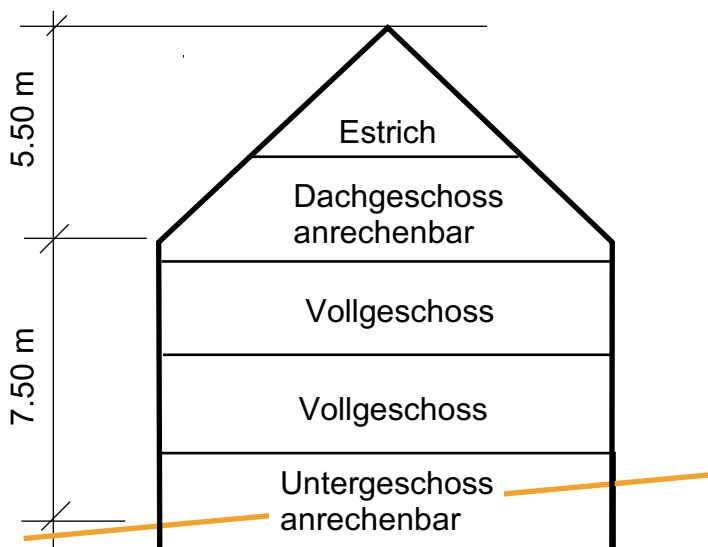 5.50 m
Estrich
Dachgeschoss
anrechenbar
Vollgeschoss
7.50 m
Vollgeschoss
Untergeschoss
anrechenbar